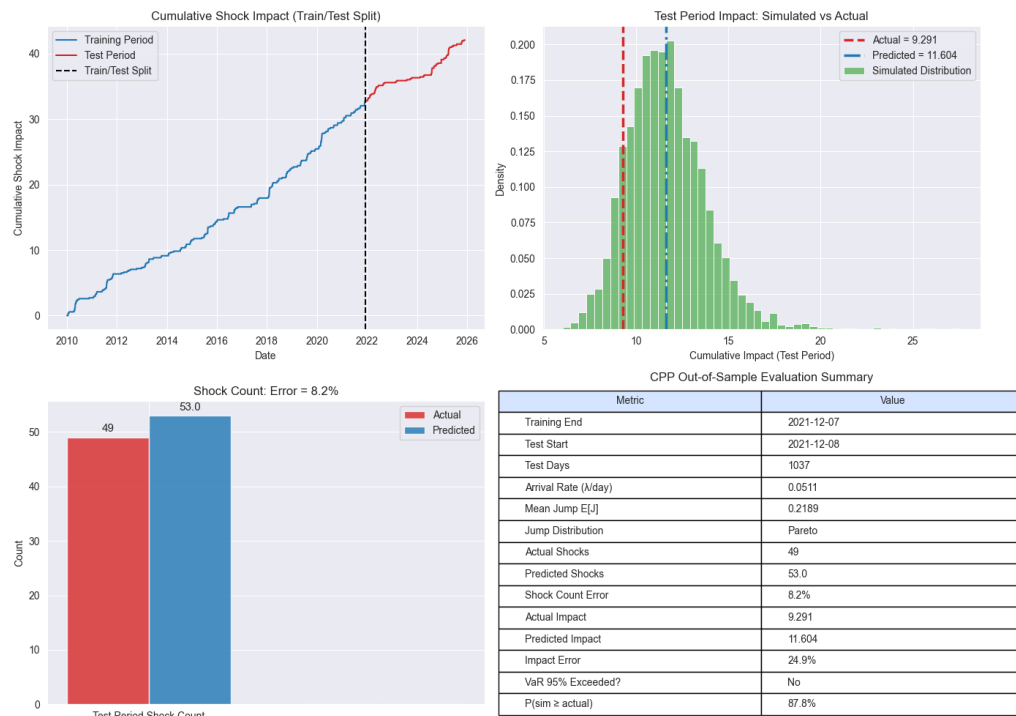 Cumulative Shock Impact (Train/Test Split)
Training Period
Test Period
Train/Test Split
Cumulative Shock Impact
40
30
20
10
0
2010
2012
2014
2016
2018
2020
2022
2024
2026
Date
Test Period Impact: Simulated vs Actual
Actual = 9.291
Predicted = 11.604
Simulated Distribution
Density
0.200
0.175
0.150
0.125
0.100
0.075
0.050
0.025
0.000
5
10
15
20
25
Cumulative Impact (Test Period)
Shock Count: Error = 8.2%
Actual
Predicted
49
53.0
Count
50
40
30
20
10
0
Test Period Shock Count
CPP Out-of-Sample Evaluation Summary
Metric Value
Training End 2021-12-07
Test Start 2021-12-08
Test Days 1037
Arrival Rate (λ/day) 0.0511
Mean Jump E[J] 0.2189
Jump Distribution Pareto
Actual Shocks 49
Predicted Shocks 53.0
Shock Count Error 8.2%
Actual Impact 9.291
Predicted Impact 11.604
Impact Error 24.9%
VaR 95% Exceeded? No
P(sim ≥ actual) 87.8%